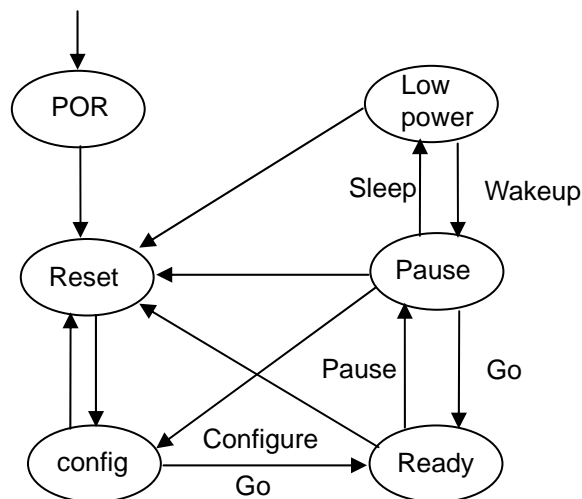 POR
Low
power
Sleep
Wakeup
Reset
Pause
Pause
Go
Configure
config
Go
Ready